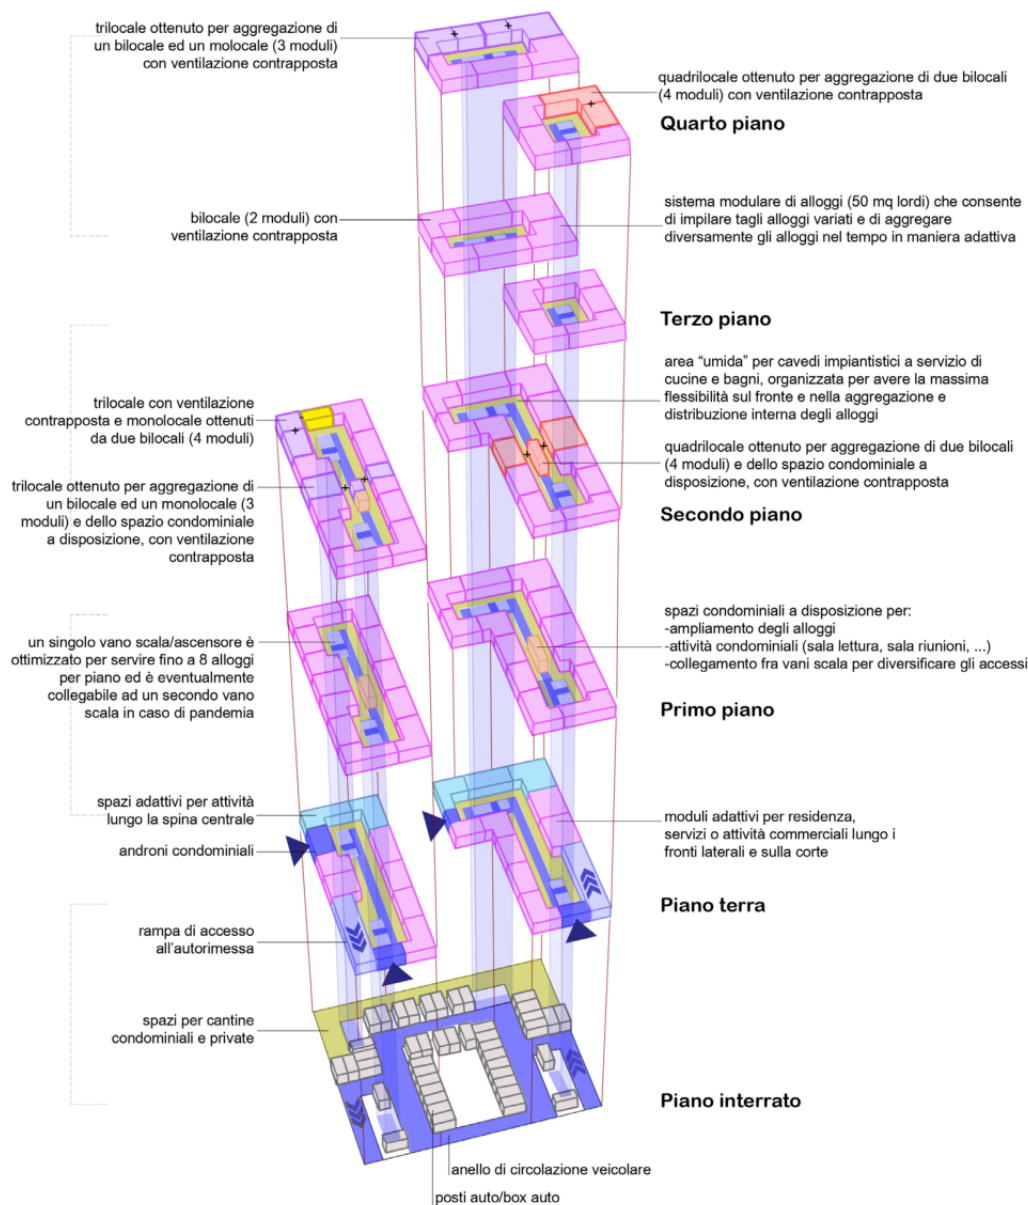 trilocale ottenuto per aggregazione di
un bilocale ed un molocale (3 moduli)
con ventilazione contrapposta
quadrilocale ottenuto per aggregazione di due bilocali
(4 moduli) con ventilazione contrapposta
Quarto piano
bilocale (2 moduli) con
ventilazione contrapposta
sistema modulare di alloggi (50 mq lordi) che consente
di impilare tagli alloggi variati e di aggregare
diversamente gli alloggi nel tempo in maniera adattiva
Terzo piano
area “umida” per cavedi impiantistici a servizio di
cucine e bagni, organizzata per avere la massima
flessibilità sul fronte e nella aggregazione e
distribuzione interna degli alloggi
trilocale con ventilazione
contrapposta e monolocale ottenuti
da due bilocali (4 moduli)
quadrilocale ottenuto per aggregazione di due bilocali
(4 moduli) e dello spazio condominiale a
disposizione, con ventilazione contrapposta
trilocale ottenuto per aggregazione di
un bilocale ed un monolocale (3
moduli) e dello spazio condominiale
a disposizione, con ventilazione
contrapposta
Secondo piano
spazi condominiali a disposizione per:
-ampliamento degli alloggi
-attività condominiali (sala lettura, sala riunioni, ...)
-collegamento fra vani scala per diversificare gli accessi
un singolo vano scala/ascensore è
ottimizzato per servire fino a 8 alloggi
per piano ed è eventualmente
collegabile ad un secondo vano
scala in caso di pandemia
Primo piano
spazi adattivi per attività
lungo la spina centrale
androni condominiali
moduli adattivi per residenza,
servizi o attività commerciali lungo i
fronti laterali e sulla corte
Piano terra
rampa di accesso
all’autorimessa
spazi per cantine
condominiali e private
Piano interrato
anello di circolazione veicolare
posti auto/box auto